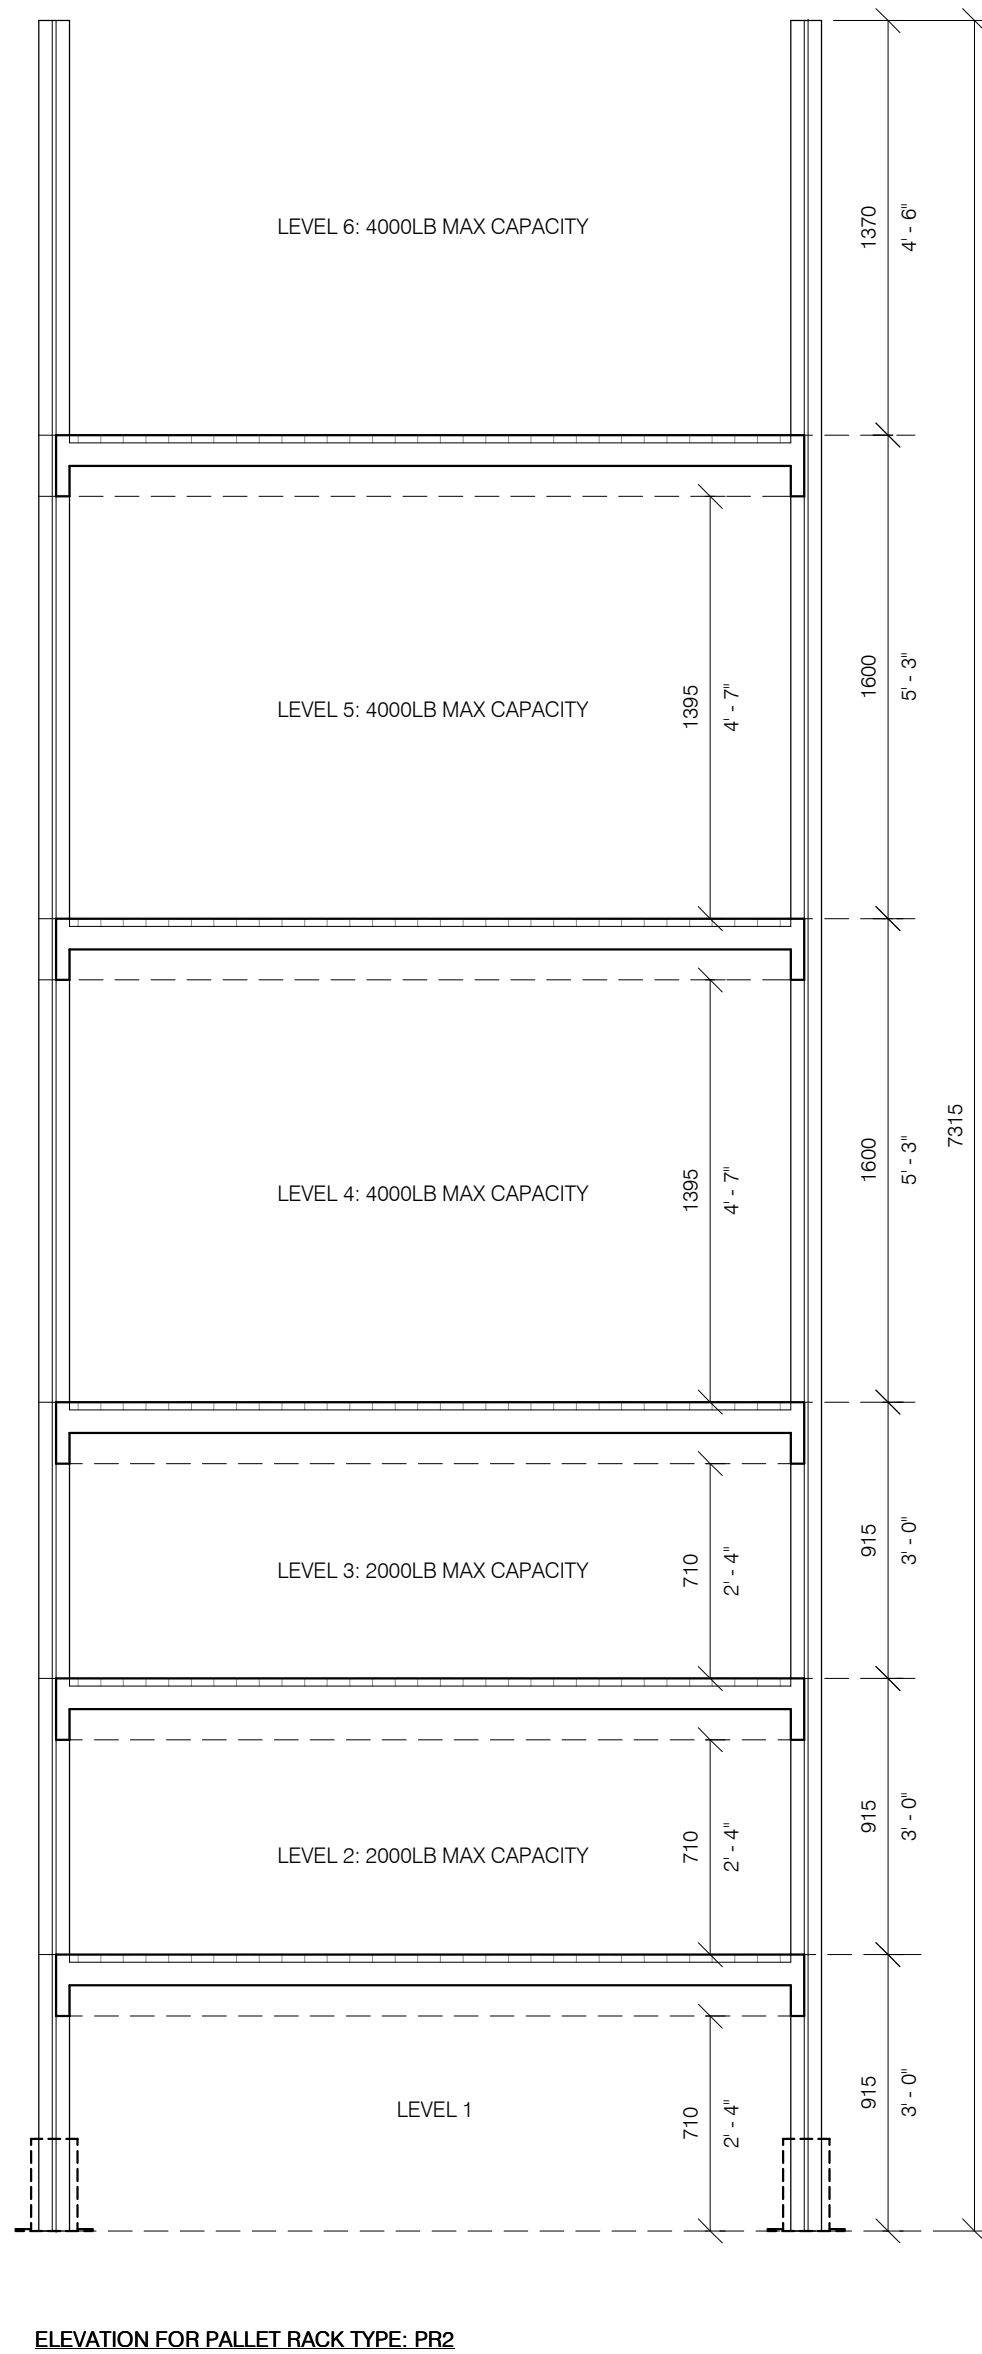 LEVEL 6: 4000LB MAX CAPACITY
1370
4' - 6"
LEVEL 5: 4000LB MAX CAPACITY
1395
4' - 7"
1600
5' - 3"
LEVEL 4: 4000LB MAX CAPACITY
1395
4' - 7"
1600
5' - 3"
7315
LEVEL 3: 2000LB MAX CAPACITY
710
2' - 4"
915
3' - 0"
LEVEL 2: 2000LB MAX CAPACITY
710
2' - 4"
915
3' - 0"
LEVEL 1
710
2' - 4"
915
3' - 0"
ELEVATION FOR PALLET RACK TYPE: PR2